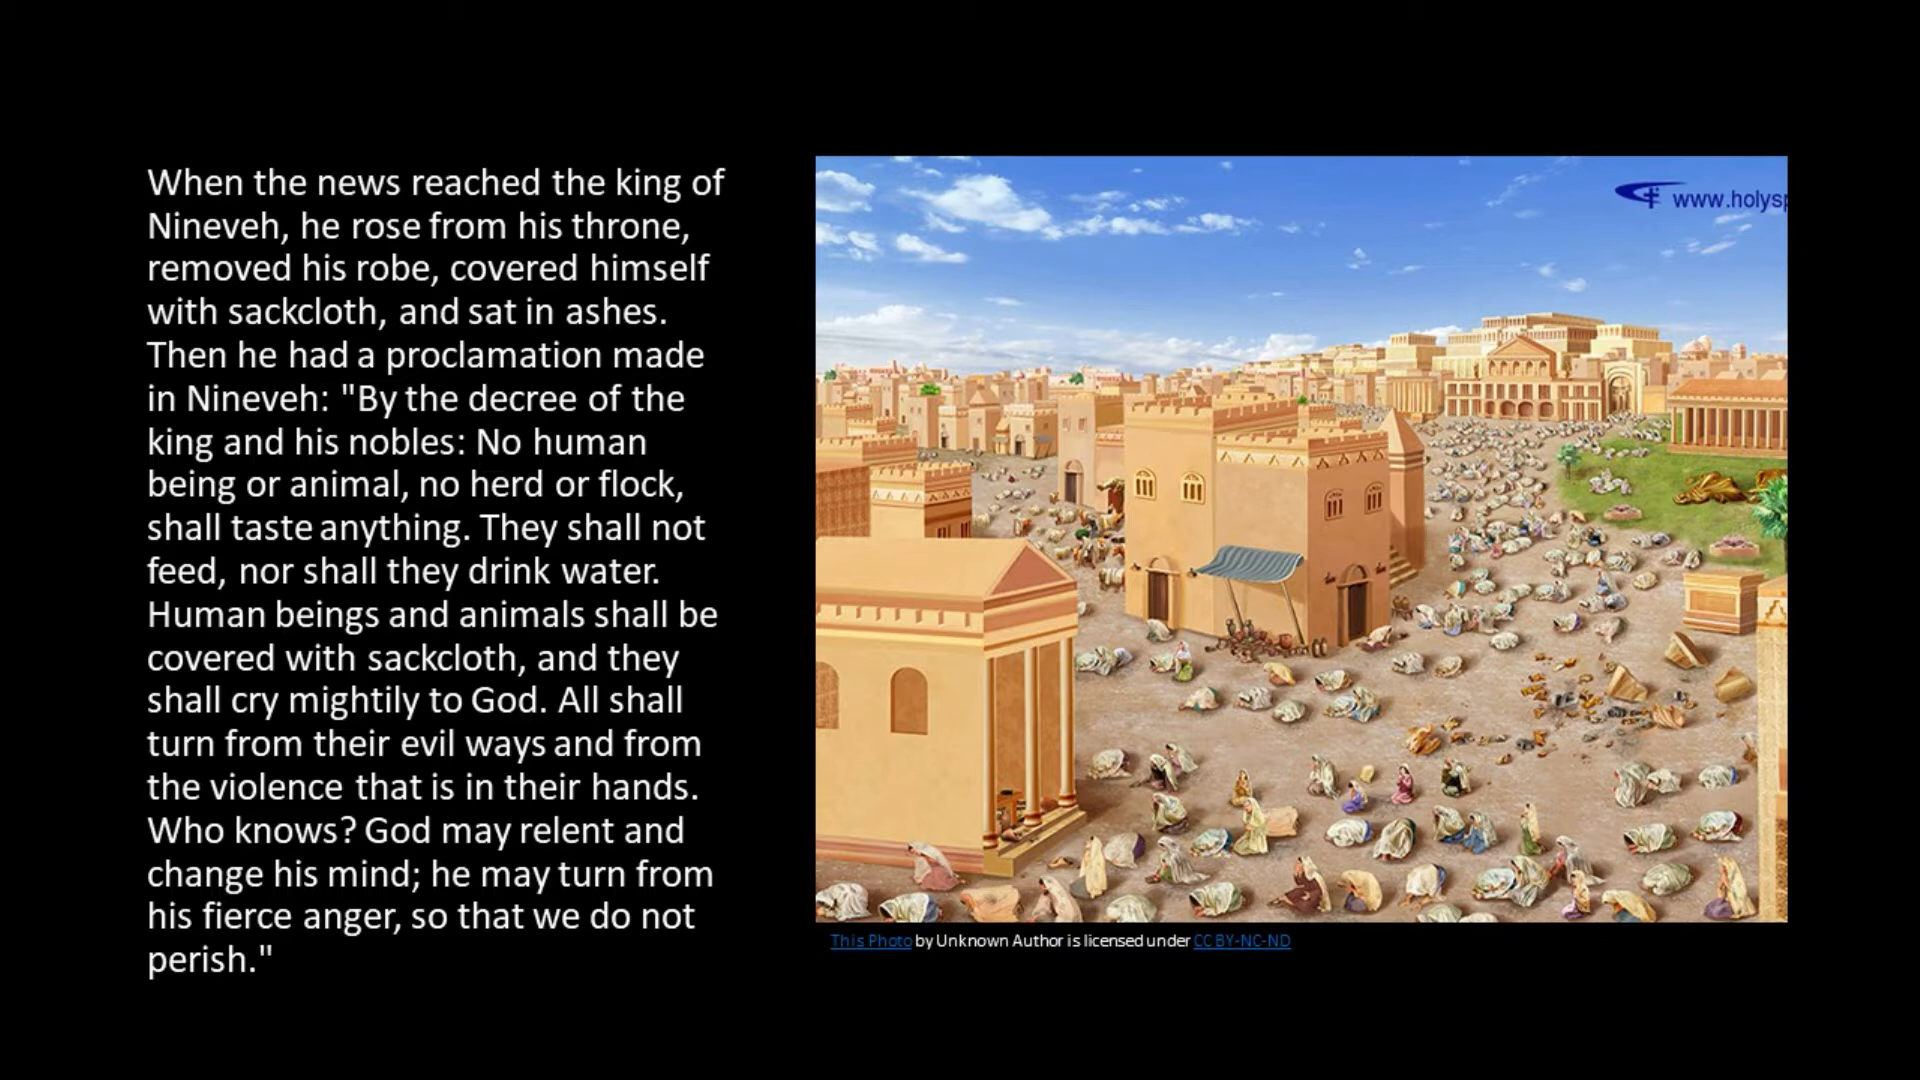 When the news reached the king of
Nineveh, he rose from his throne,
removed his robe, covered himself
with sackcloth, and sat in ashes.
Then he had a proclamation made
in Nineveh: "By the decree of the
king and his nobles: No human
being or animal, no herd or flock,
shall taste anything. They shall not
feed, nor shall they drink water.
Human beings and animals shall be
covered with sackcloth, and they
shall cry mightily to God. All shall
turn from their evil ways and from
the violence that is in their hands.
Who knows? God may relent and
change his mind; he may turn from
his fierce anger, so that we do not
perish."
www.holysp
This Photo by Unknown Author is licensed under CC BY-NC-ND